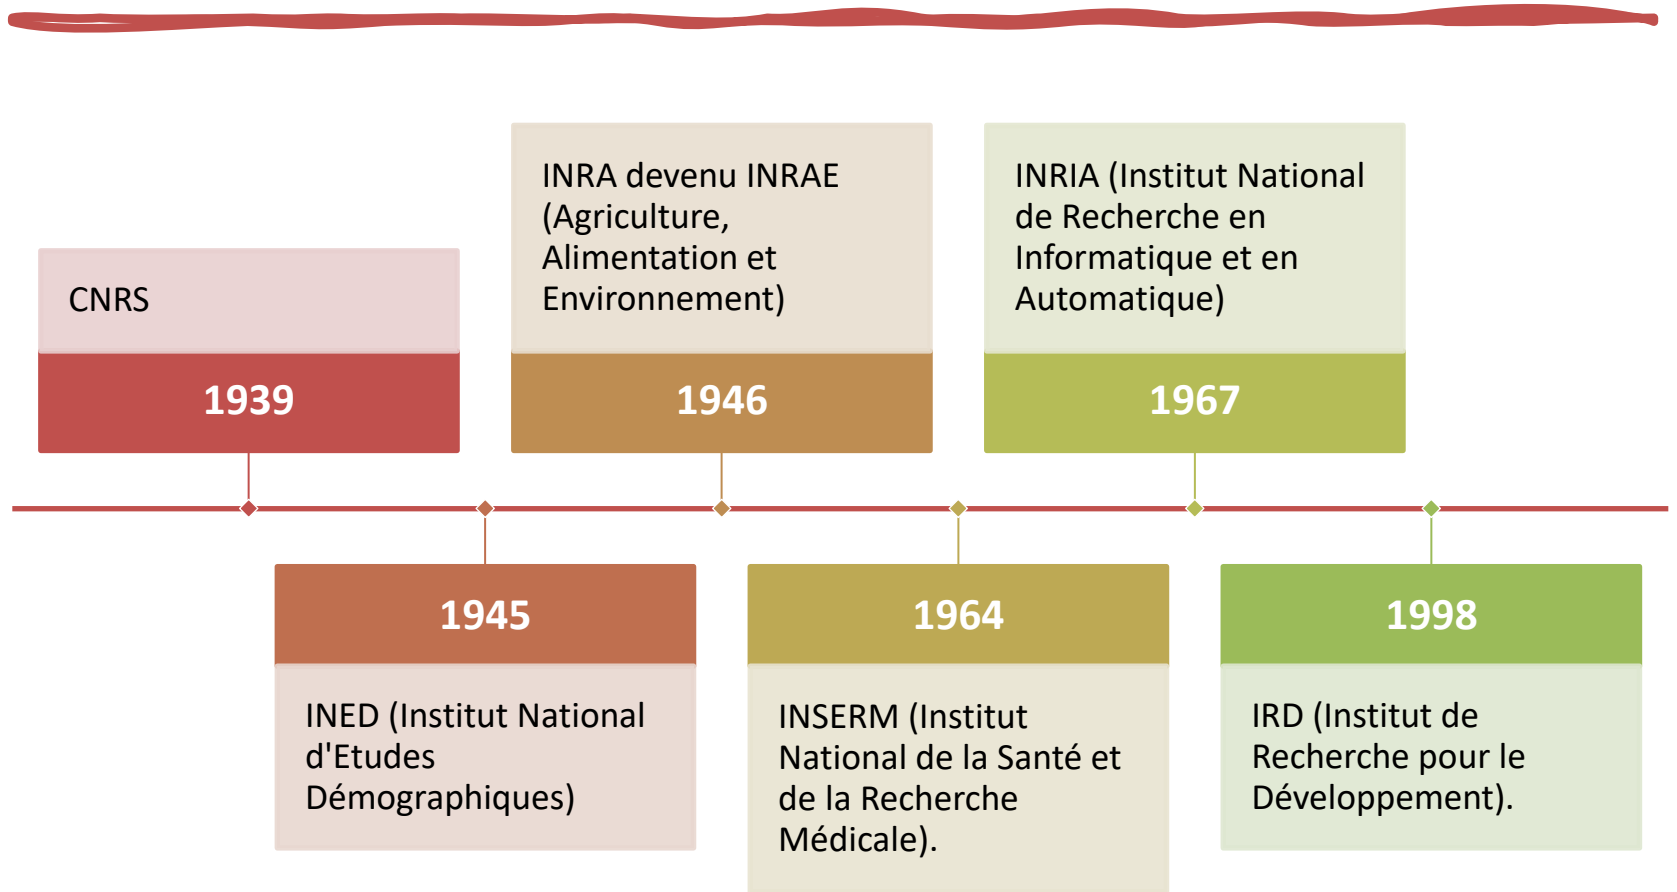 CNRS
1939
1945
INED (Institut National
d'Etudes
Démographiques)
INRA devenu INRAE
(Agriculture,
Alimentation et
Environnement)
1946
1964
INSERM (Institut
National de la Santé et
de la Recherche
Médicale).
INRIA (Institut National
de Recherche en
Informatique et en
Automatique)
1967
1998
IRD (Institut de
Recherche pour le
Développement).